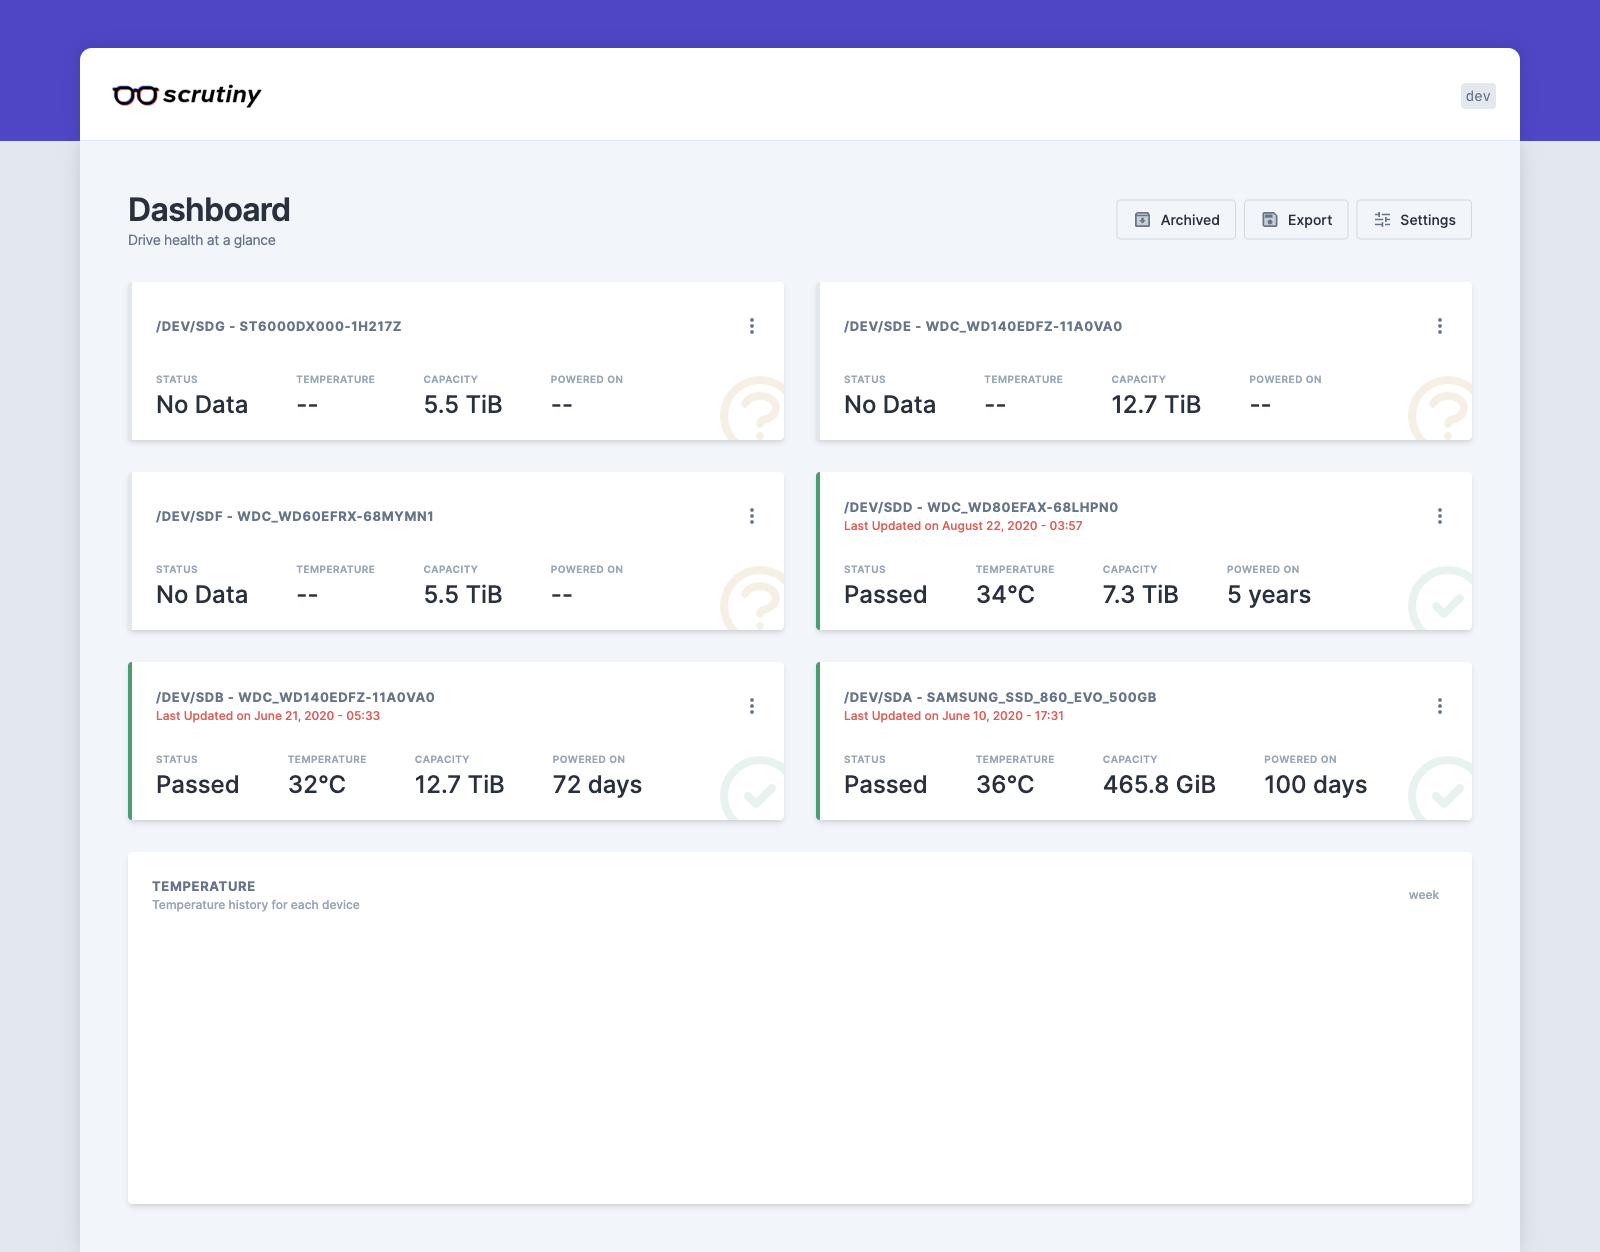 scrutiny
dev
Dashboard
Drive health at a glance
Archived
Export
Settings
/DEV/SDG - ST6000DX000-1H217Z
STATUS TEMPERATURE CAPACITY POWERED ON
No Data -- 5.5 TiB --
/DEV/SDE - WDC_WD140EDFZ-11A0VA0
STATUS TEMPERATURE CAPACITY POWERED ON
No Data -- 12.7 TiB --
/DEV/SDF - WDC_WD60EFRX-68MYMN1
STATUS TEMPERATURE CAPACITY POWERED ON
No Data -- 5.5 TiB --
/DEV/SDD - WDC_WD80EFAX-68LHPN0
Last Updated on August 22, 2020 - 03:57
STATUS TEMPERATURE CAPACITY POWERED ON
Passed 34°C 7.3 TiB 5 years
/DEV/SDB - WDC_WD140EDFZ-11A0VA0
Last Updated on June 21, 2020 - 05:33
STATUS TEMPERATURE CAPACITY POWERED ON
Passed 32°C 12.7 TiB 72 days
/DEV/SDA - SAMSUNG_SSD_860_EVO_500GB
Last Updated on June 10, 2020 - 17:31
STATUS TEMPERATURE CAPACITY POWERED ON
Passed 36°C 465.8 GiB 100 days
TEMPERATURE
Temperature history for each device
week